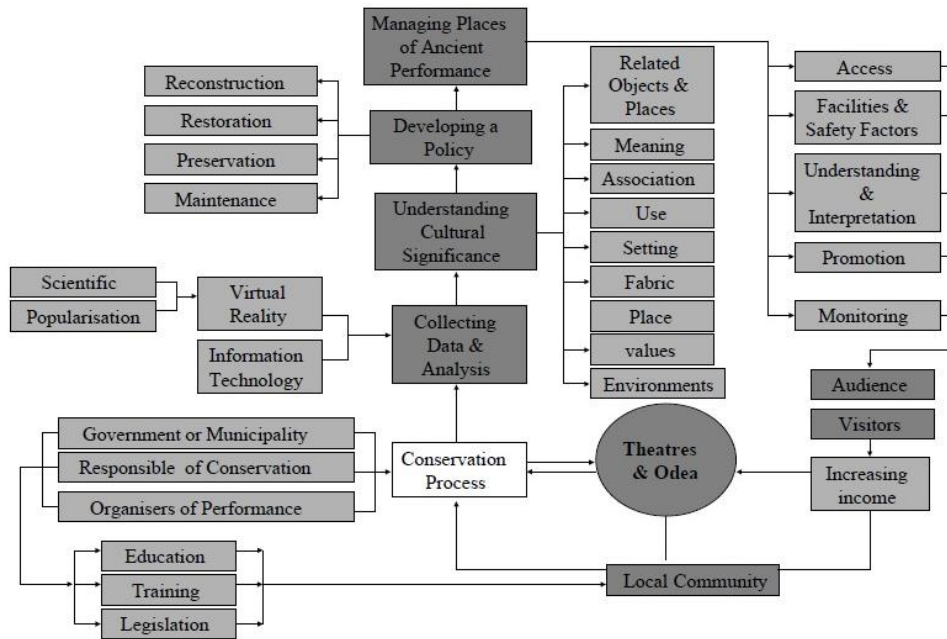 Managing Places
of Ancient
Performance
Reconstruction
Restoration
Preservation
Maintenance
Developing a
Policy
Understanding
Cultural
Significance
Related
Objects &
Places
Meaning
Association
Use
Setting
Fabric
Place
values
Environments
Access
Facilities &
Safety Factors
Understanding
&
Interpretation
Promotion
Monitoring
Scientific
Popularisation
Virtual
Reality
Information
Technology
Collecting
Data &
Analysis
Audience
Visitors
Increasing
income
Government or Municipality
Responsible of Conservation
Organisers of Performance
Conservation
Process
Theatres
& Odea
Education
Training
Legislation
Local Community